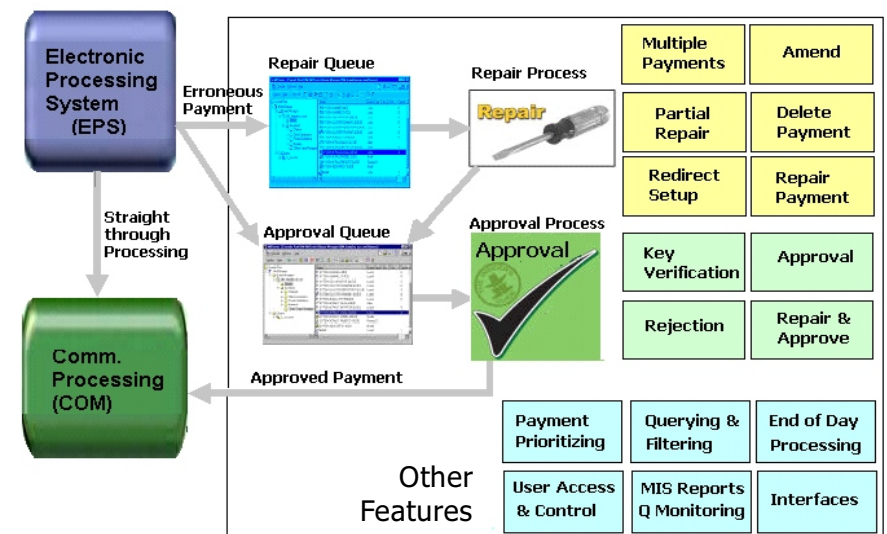 Electronic
Processing
System
(EPS)
Erroneous
Payment
Repair Queue
Repair Process
Repair
Straight
through
Processing
Approval Queue
Approval Process
Approval
Comm.
Processing
(COM)
Approved Payment
Multiple
Payments
Amend
Partial
Repair
Delete
Payment
Redirect
Setup
Repair
Payment
Key
Verification
Approval
Rejection
Repair &
Approve
Other
Features
Payment
Prioritizing
Querying &
Filtering
End of Day
Processing
User Access
& Control
MIS Reports
Q Monitoring
Interfaces